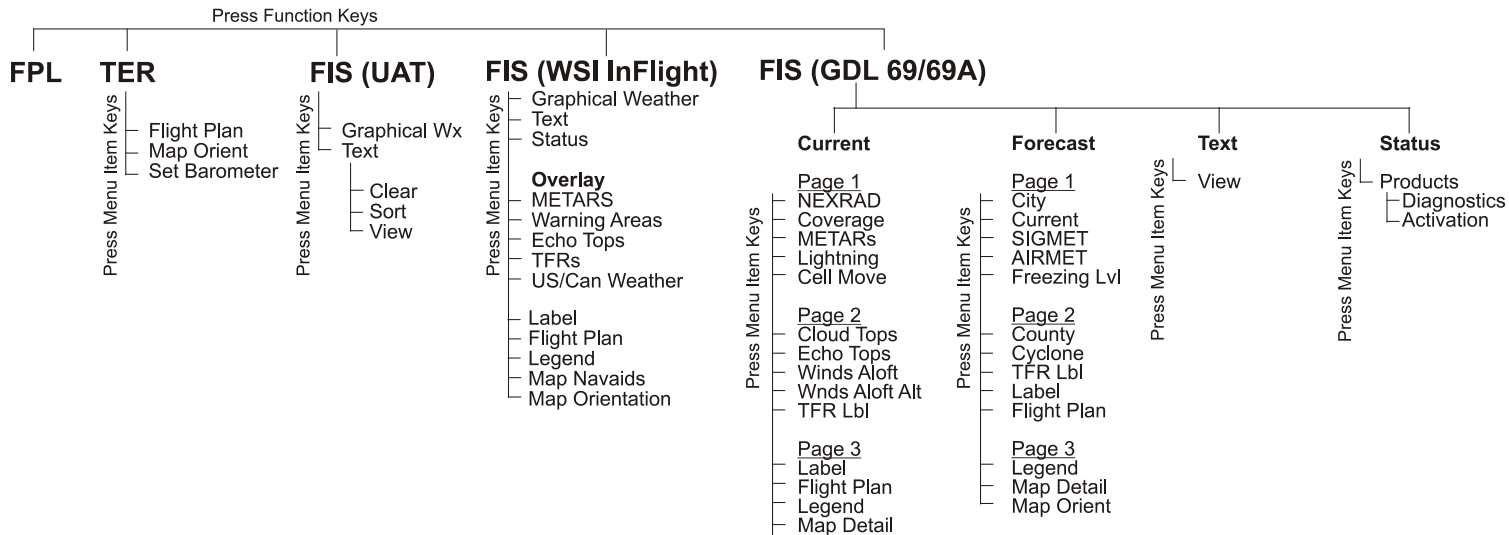 Press Function Keys
FPL
TER
Press Menu Item Keys
Flight Plan
Map Orient
Set Barometer
FIS (UAT)
Press Menu Item Keys
Graphical Wx
Text
Clear
Sort
View
FIS (WSI InFlight)
Press Menu Item Keys
Graphical Weather
Text
Status
Overlay
METARS
Warning Areas
Echo Tops
TFRs
US/Can Weather
Label
Flight Plan
Legend
Map Navaids
Map Orientation
FIS (GDL 69/69A)
Current
Press Menu Item Keys
Page 1
NEXRAD
Coverage
METARs
Lightning
Cell Move
Page 2
Cloud Tops
Echo Tops
Winds Aloft
Wnds Aloft Alt
TFR Lbl
Page 3
Label
Flight Plan
Legend
Map Detail
Forecast
Press Menu Item Keys
Page 1
City
Current
SIGMET
AIRMET
Freezing Lvl
Page 2
County
Cyclone
TFR Lbl
Label
Flight Plan
Page 3
Legend
Map Detail
Map Orient
Text
Press Menu Item Keys
View
Status
Press Menu Item Keys
Products
Diagnostics
Activation